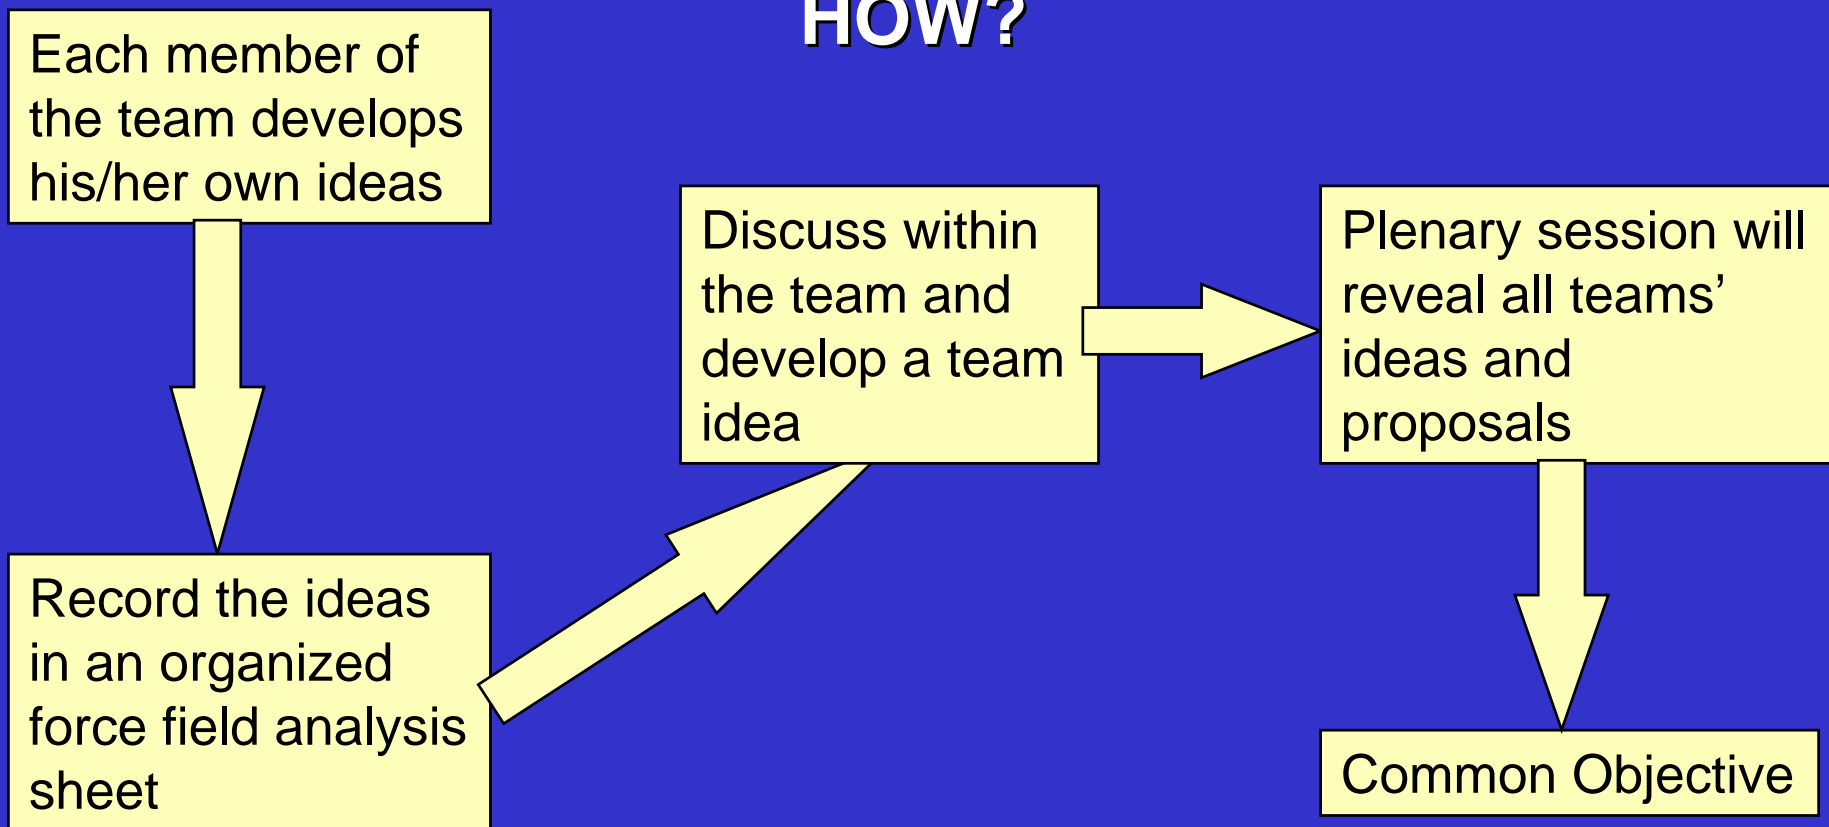 HOW?
Each member of
the team develops
his/her own ideas
Record the ideas
in an organized
force field analysis
sheet
Discuss within
the team and
develop a team
idea
Plenary session will
reveal all teams’
ideas and
proposals
Common Objective